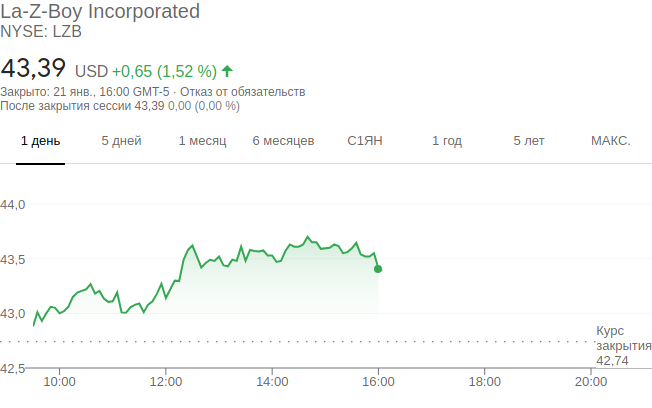 La-Z-Boy Incorporated
NYSE: LZB
43,39 USD +0,65 (1,52 %)
Закрыто: 21 янв., 16:00 GMT-5 · Отказ от обязательств
После закрытия сессии 43,39 0,00 (0,00 %)
1 день 5 дней 1 месяц 6 месяцев С1ЯН 1 год 5 лет МАКС.
44,0
43,5
43,0
Курс
закрытия
42,74
42,5
10:00 12:00 14:00 16:00 18:00 20:00